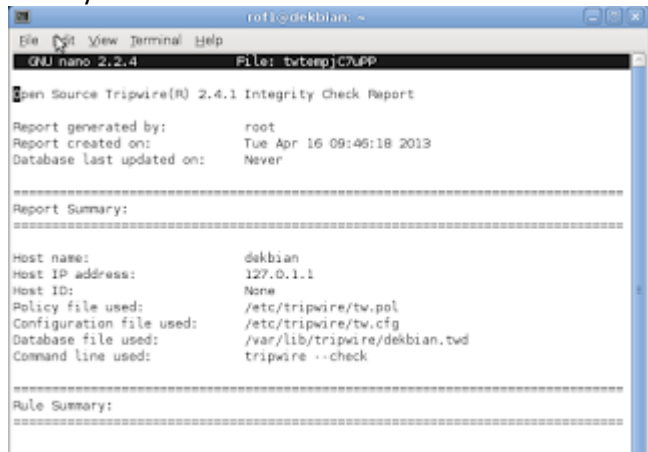 rofi@dekbian: ~
File Edit View Terminal Help
GNU nano 2.2.4 File: twtempjC7uPP
Open Source Tripwire(R) 2.4.1 Integrity Check Report
Report generated by: root
Report created on: Tue Apr 16 09:46:18 2013
Database last updated on: Never
===============================================================================
Report Summary:
===============================================================================
Host name: dekbian
Host IP address: 127.0.1.1
Host ID: None
Policy file used: /etc/tripwire/tw.pol
Configuration file used: /etc/tripwire/tw.cfg
Database file used: /var/lib/tripwire/dekbian.twd
Command line used: tripwire --check
===============================================================================
Rule Summary:
===============================================================================